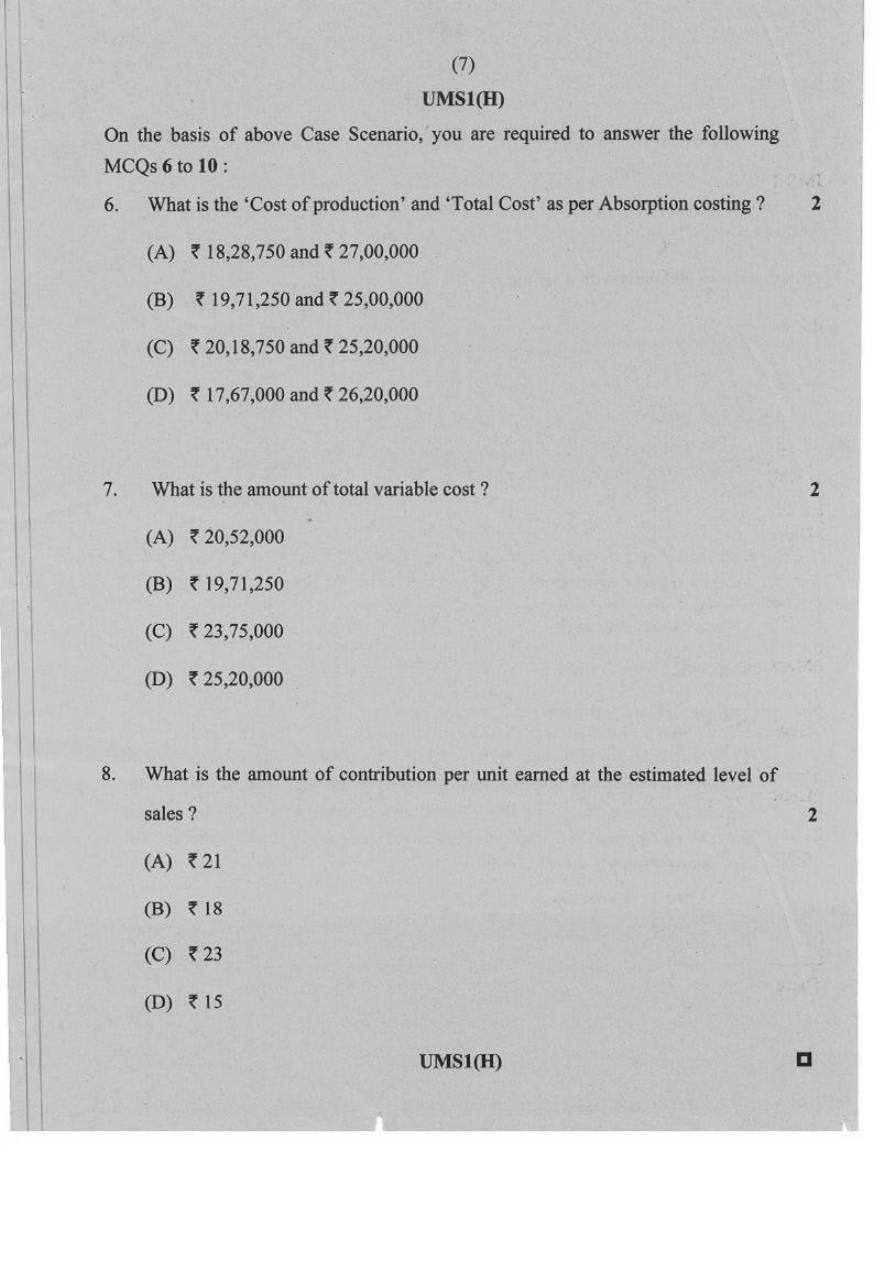 (7)
UMS1(H)
On the basis of above Case Scenario, you are required to answer the following
MCQs 6 to 10 :
6. What is the ‘Cost of production’ and ‘Total Cost’ as per Absorption costing ? 2
(A) ₹ 18,28,750 and ₹ 27,00,000
(B) ₹ 19,71,250 and ₹ 25,00,000
(C) ₹ 20,18,750 and ₹ 25,20,000
(D) ₹ 17,67,000 and ₹ 26,20,000
7. What is the amount of total variable cost ? 2
(A) ₹ 20,52,000
(B) ₹ 19,71,250
(C) ₹ 23,75,000
(D) ₹ 25,20,000
8. What is the amount of contribution per unit earned at the estimated level of
sales ? 2
(A) ₹ 21
(B) ₹ 18
(C) ₹ 23
(D) ₹ 15
UMS1(H)